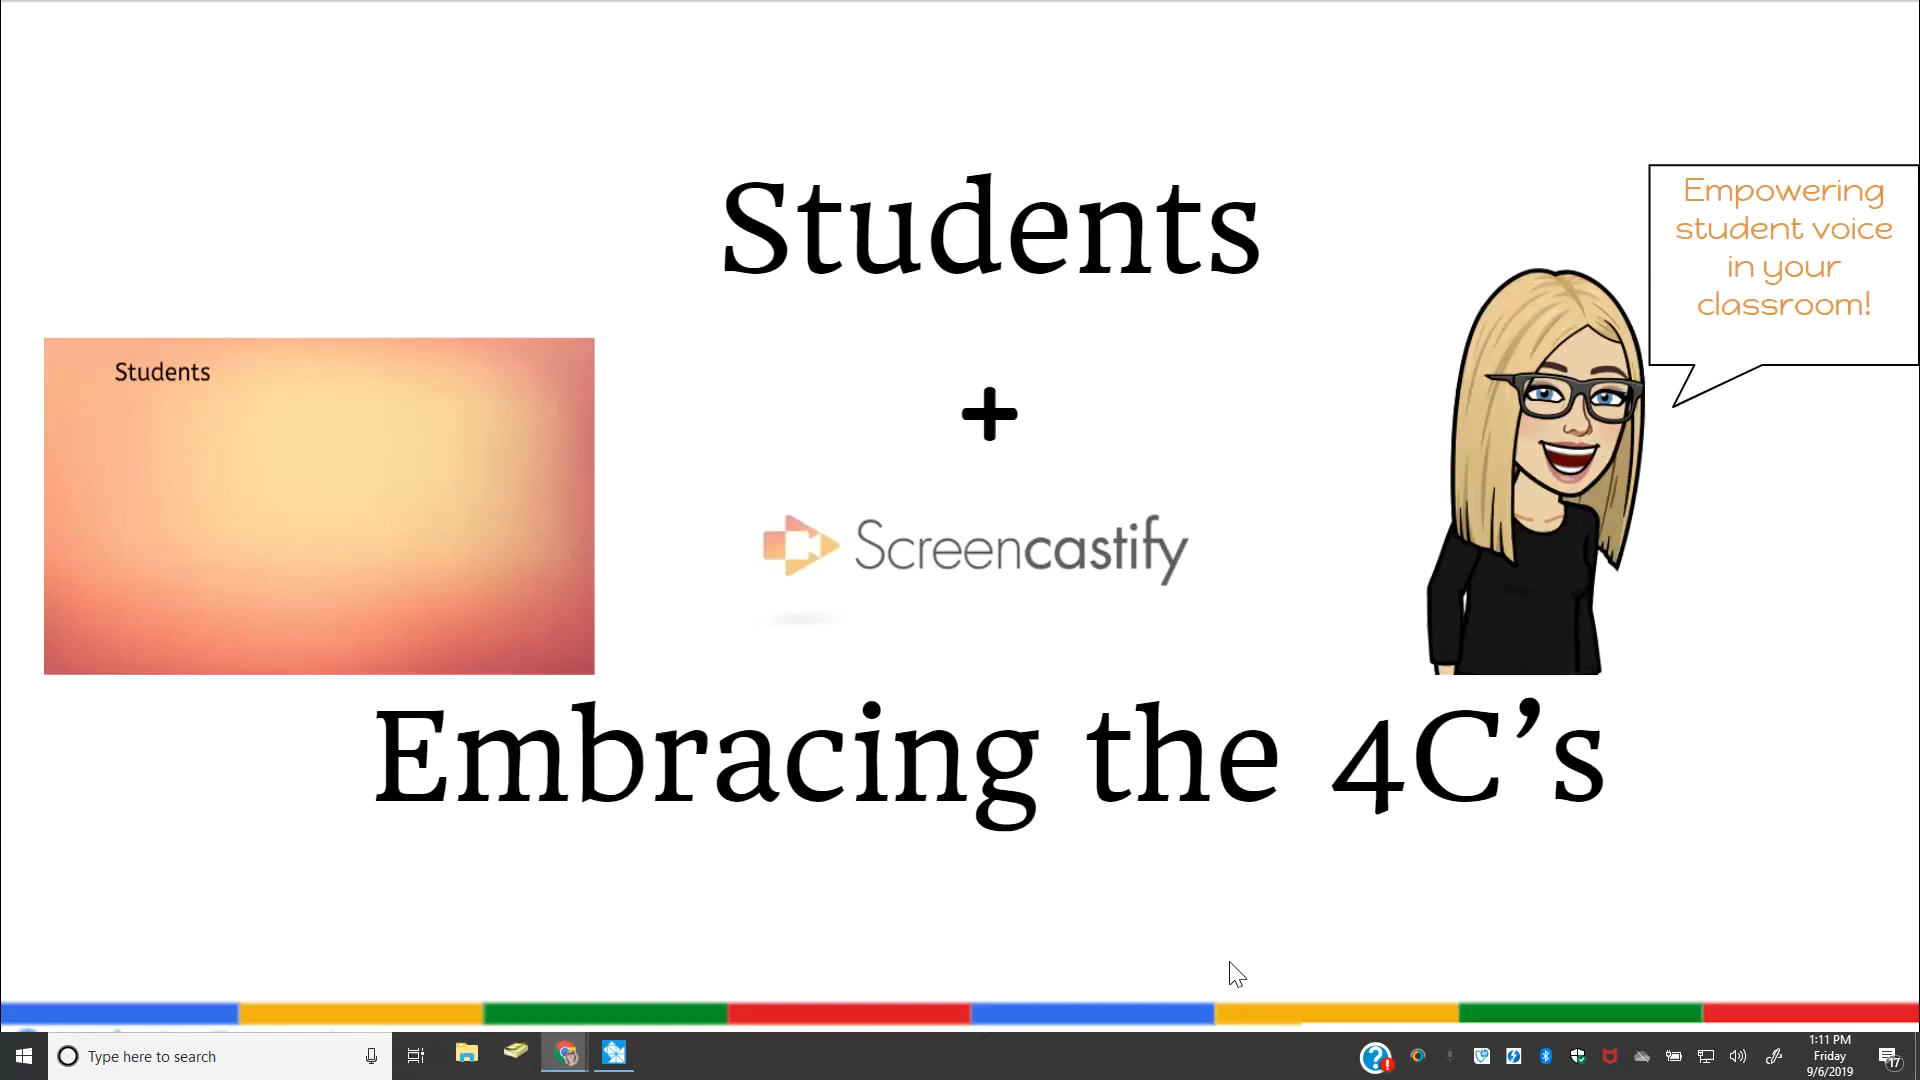 Students
+
Screencastify
Embracing the 4C’s
Students
Empowering
student voice
in your
classroom!
Type here to search
1:11 PM
Friday
9/6/2019
17